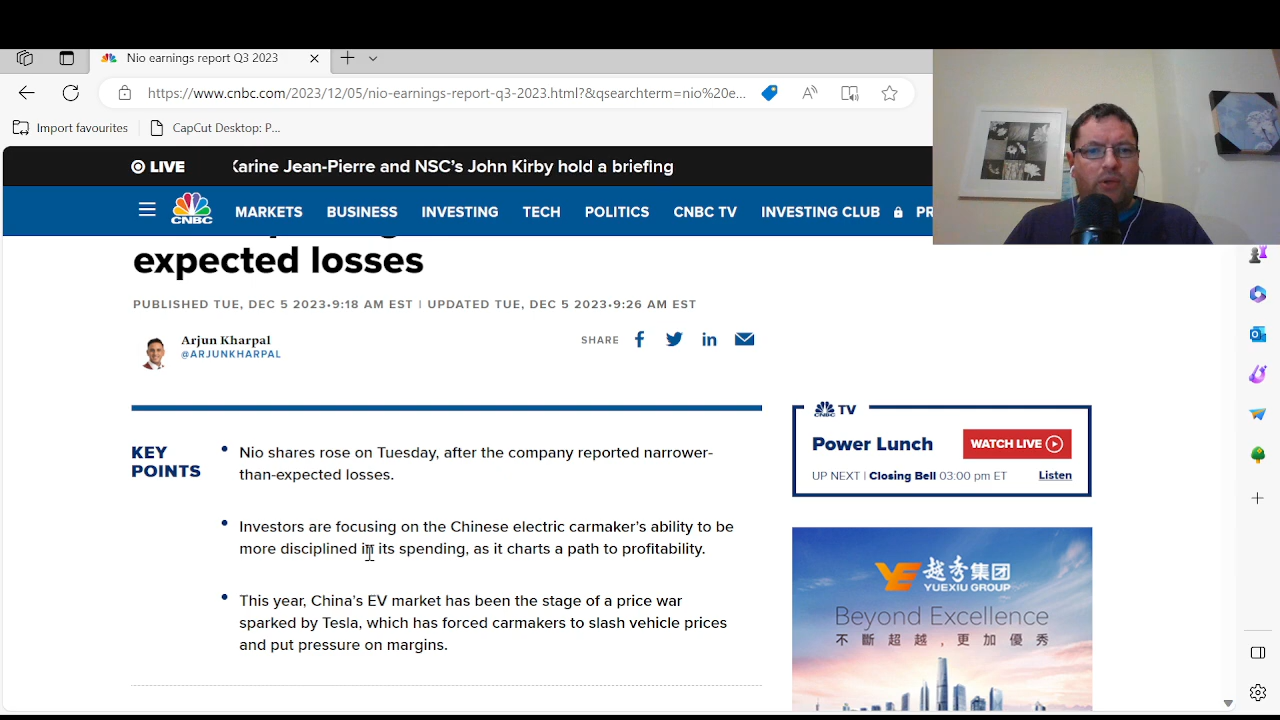 Nio earnings report Q3 2023
https://www.cnbc.com/2023/12/05/nio-earnings-report-q3-2023.html?&qsearchterm=nio%20e...
Import favourites
CapCut Desktop: P...
LIVE
Karine Jean-Pierre and NSC's John Kirby hold a briefing
CNBC
MARKETS BUSINESS INVESTING TECH POLITICS CNBC TV INVESTING CLUB PR
expected losses
PUBLISHED TUE, DEC 5 2023•9:18 AM EST | UPDATED TUE, DEC 5 2023•9:26 AM EST
Arjun Kharpal
@ARJUNKHARPAL
SHARE
KEY
POINTS
• Nio shares rose on Tuesday, after the company reported narrower-
than-expected losses.
• Investors are focusing on the Chinese electric carmaker's ability to be
more disciplined in its spending, as it charts a path to profitability.
• This year, China's EV market has been the stage of a price war
sparked by Tesla, which has forced carmakers to slash vehicle prices
and put pressure on margins.
CNBC TV
Power Lunch
WATCH LIVE
UP NEXT | Closing Bell 03:00 pm ET
Listen
越秀集团
YUEXIU GROUP
Beyond Excellence
不斷超越，更加優秀